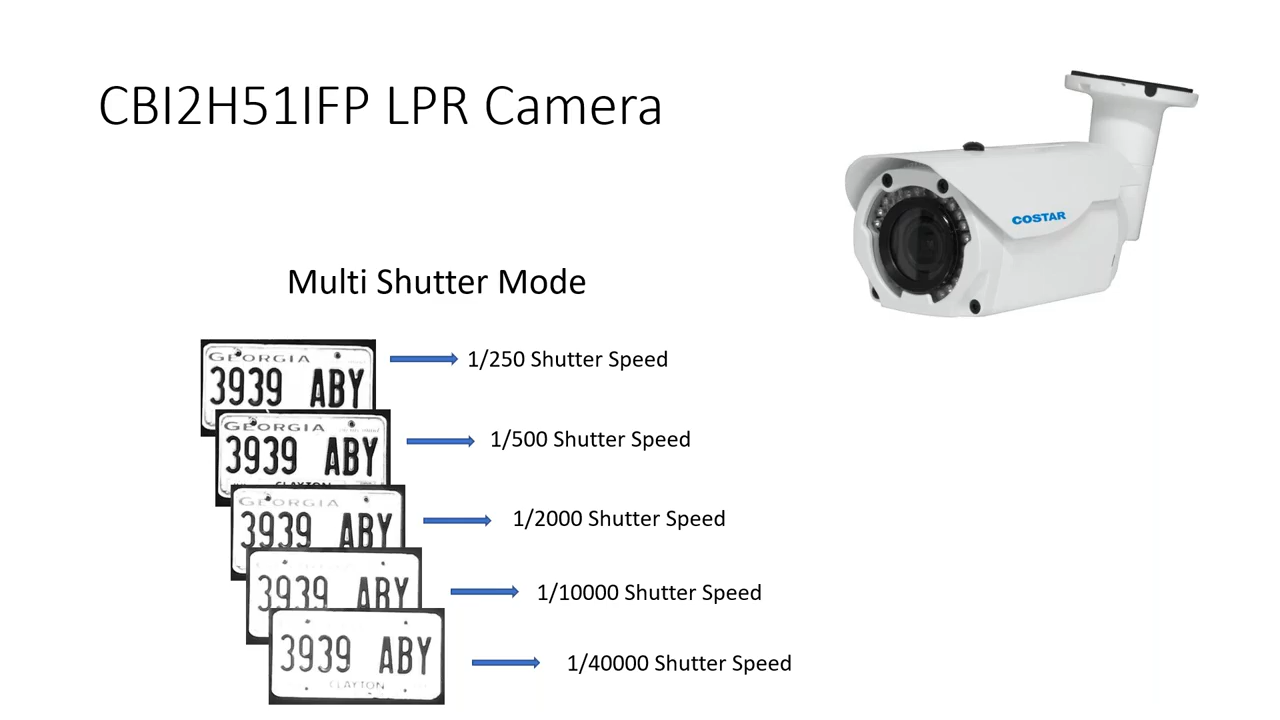 CBI2H51IFP LPR Camera
COSTAR
Multi Shutter Mode
GEORGIA
3939 ABY
1/250 Shutter Speed
GEORGIA
3939 ABY
CLAYTON
1/500 Shutter Speed
GEORGIA
3939 ABY
1/2000 Shutter Speed
3939 ABY
1/10000 Shutter Speed
3939 ABY
CLAYTON
1/40000 Shutter Speed